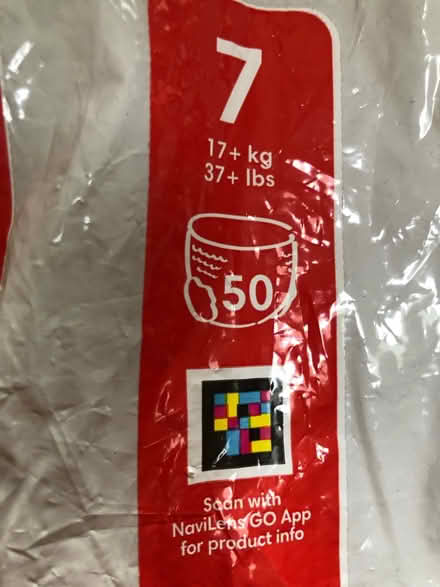 7
17+ kg
37+ lbs
50
Scan with
NaviLens GO App
for product info